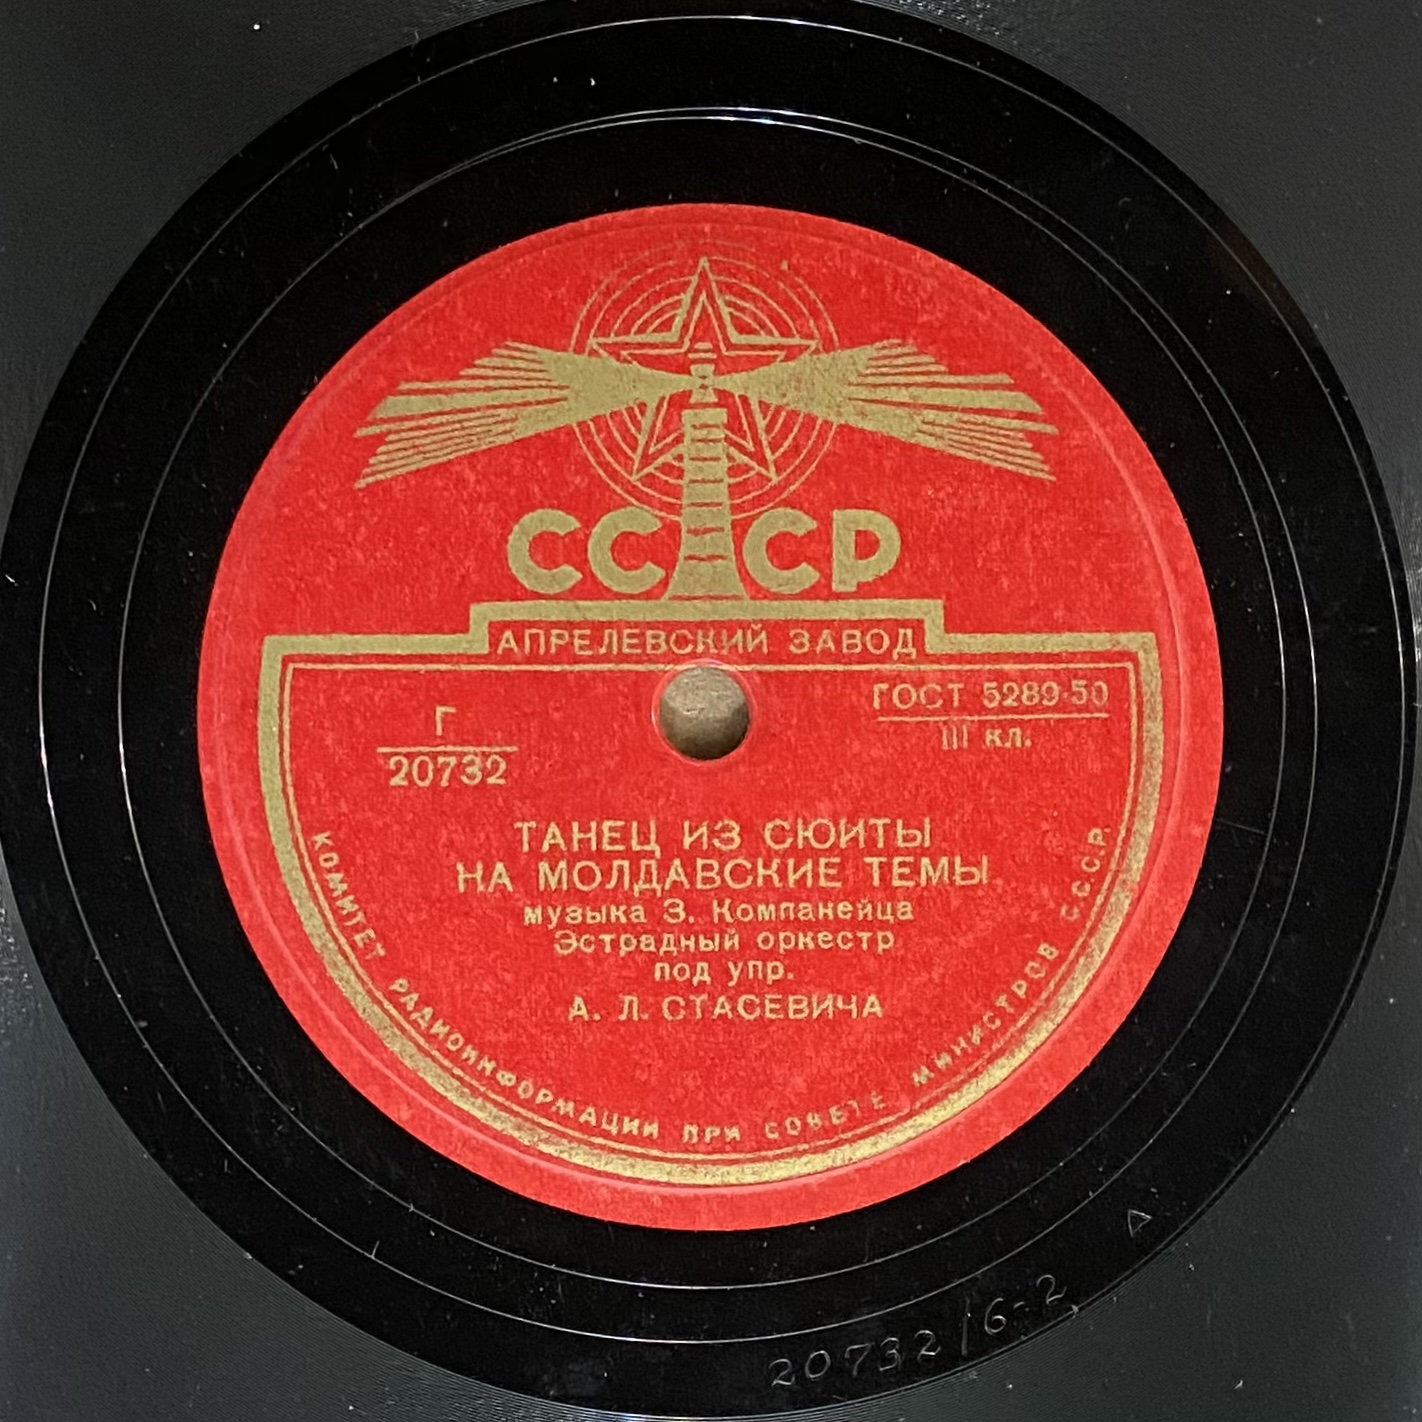 СССР
АПРЕЛЕВСКИЙ ЗАВОД
ГОСТ 5289-50
III кл.
Г
20732
ТАНЕЦ ИЗ СЮИТЫ
НА МОЛДАВСКИЕ ТЕМЫ
музыка З. Компанейца
Эстрадный оркестр
под упр.
А. Л. СТАСЕВИЧА
КОМИТЕТ РАДИОИНФОРМАЦИИ ПРИ СОВЕТЕ МИНИСТРОВ С.С.С.Р.
20732/6-2